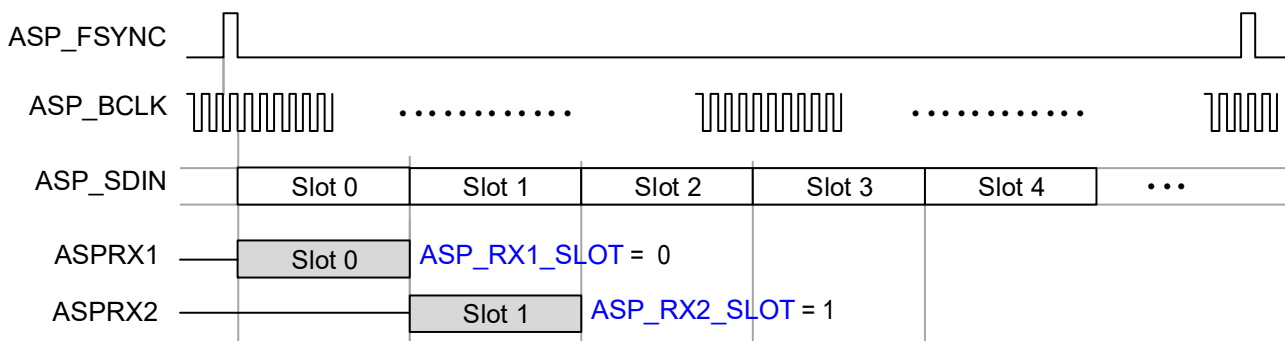 ASP_FSYNC
ASP_BCLK
ASP_SDIN Slot 0 Slot 1 Slot 2 Slot 3 Slot 4
ASPRX1 Slot 0 ASP_RX1_SLOT = 0
ASPRX2 Slot 1 ASP_RX2_SLOT = 1